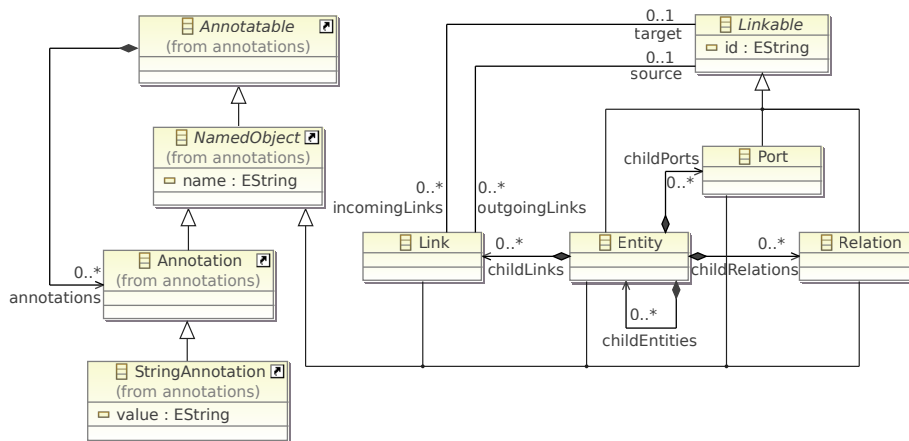 Annotatable
(from annotations)
0..1
target
Linkable
id : EString
0..1
source
NamedObject
(from annotations)
name : EString
childPorts
0..*
Port
0..*
incomingLinks
0..*
outgoingLinks
Annotation
(from annotations)
0..*
annotations
Link
0..*
childLinks
Entity
0..*
childRelations
Relation
0..*
childEntities
StringAnnotation
(from annotations)
value : EString